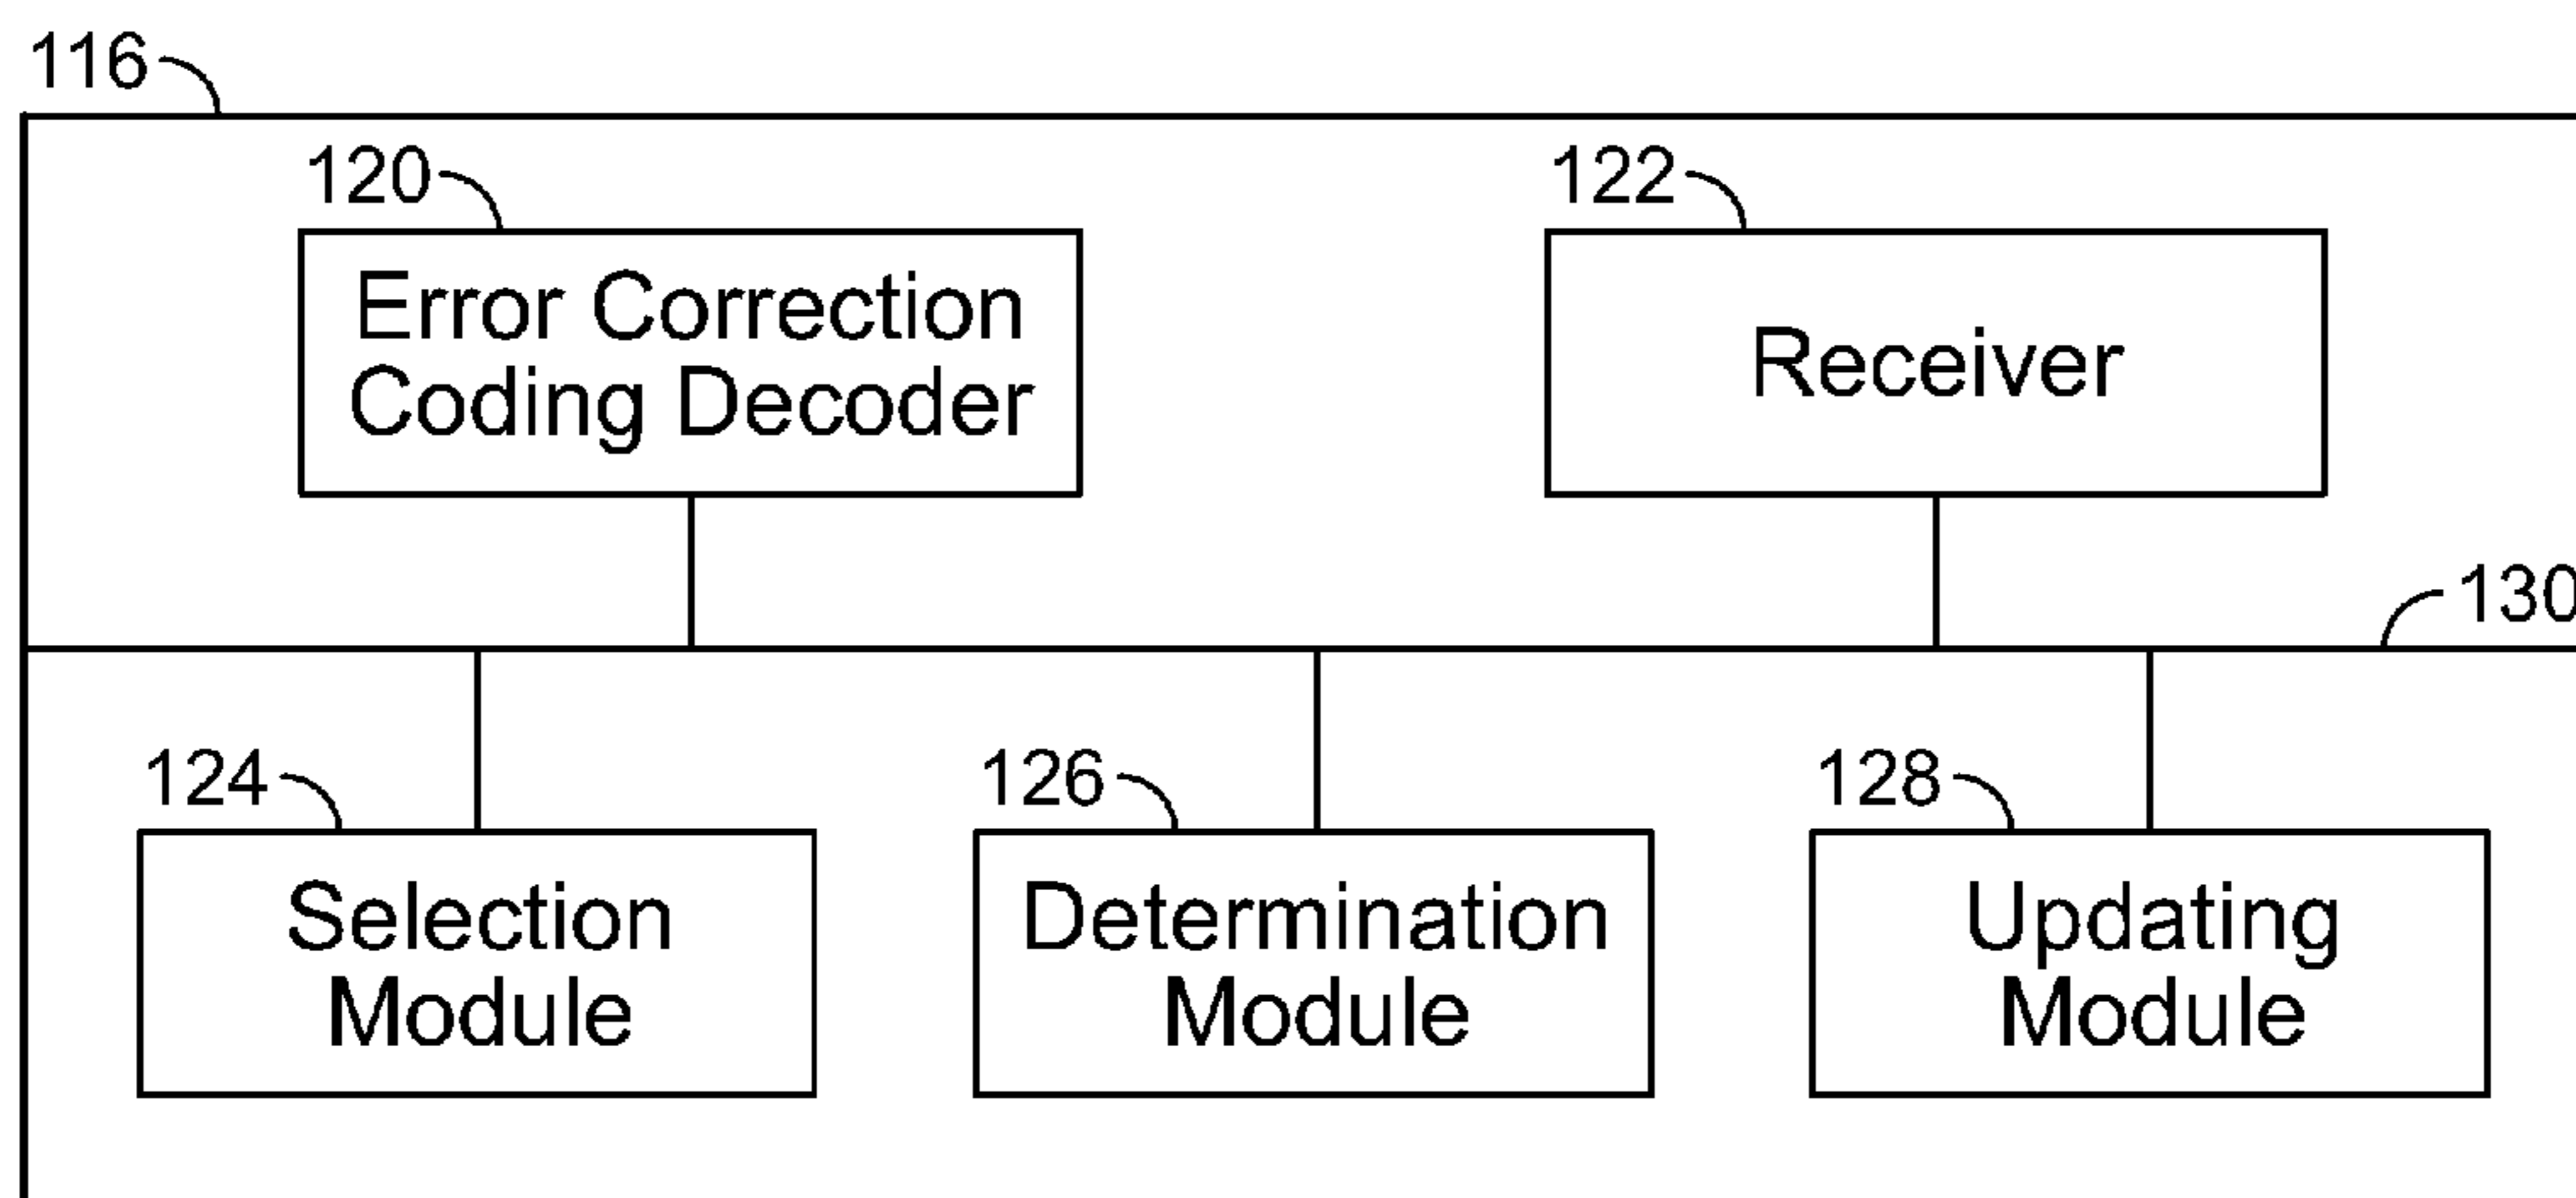 116
120
122
Error Correction
Coding Decoder
Receiver
130
124
126
128
Selection
Module
Determination
Module
Updating
Module